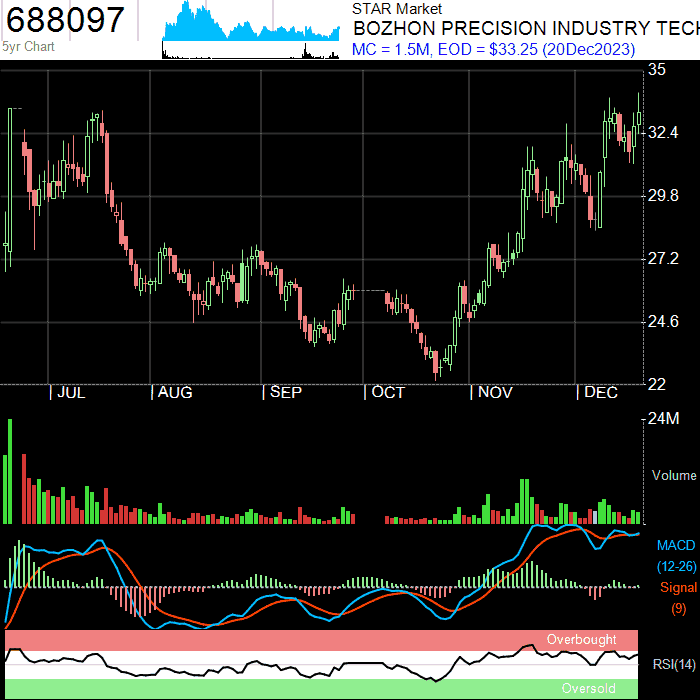 688097
5yr Chart
STAR Market
BOZHON PRECISION INDUSTRY TECH
MC = 1.5M, EOD = $33.25 (20Dec2023)
35
32.4
29.8
27.2
24.6
22
JUL
AUG
SEP
OCT
NOV
DEC
24M
Volume
MACD
(12-26)
Signal
(9)
Overbought
RSI(14)
Oversold